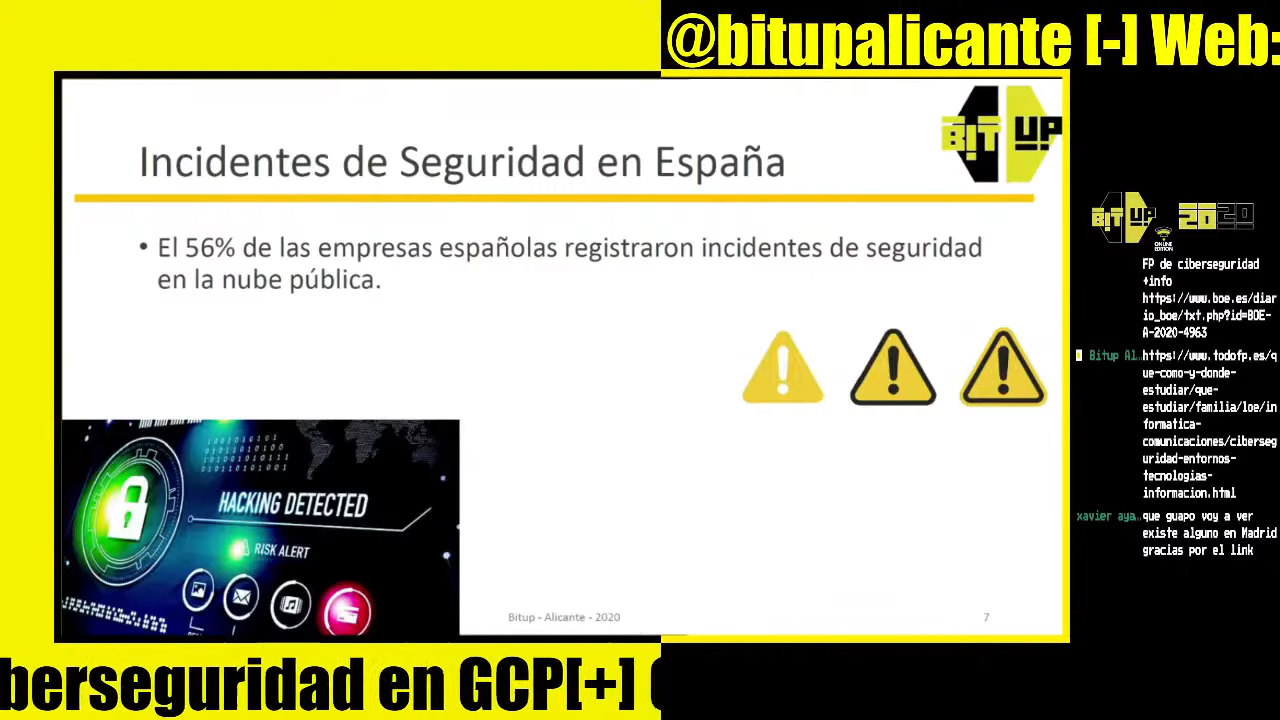 @bitupalicante [-] Web:
BIT UP
Incidentes de Seguridad en España
• El 56% de las empresas españolas registraron incidentes de seguridad
en la nube pública.
HACKING DETECTED
RISK ALERT
Bitup - Alicante - 2020
7
BIT UP 2020
ONLINE
EDITION
FP de ciberseguridad
+info
https://www.boe.es/diar
io_boe/txt.php?id=BOE-
A-2020-4963
Bitup Al… https://www.todofp.es/q
ue-como-y-donde-
estudiar/que-
estudiar/familia/loe/in
formatica-
comunicaciones/ciberseg
uridad-entornos-
tecnologias-
informacion.html
xavier aya… que guapo voy a ver
existe alguno en Madrid
gracias por el link
berseguridad en GCP[+]